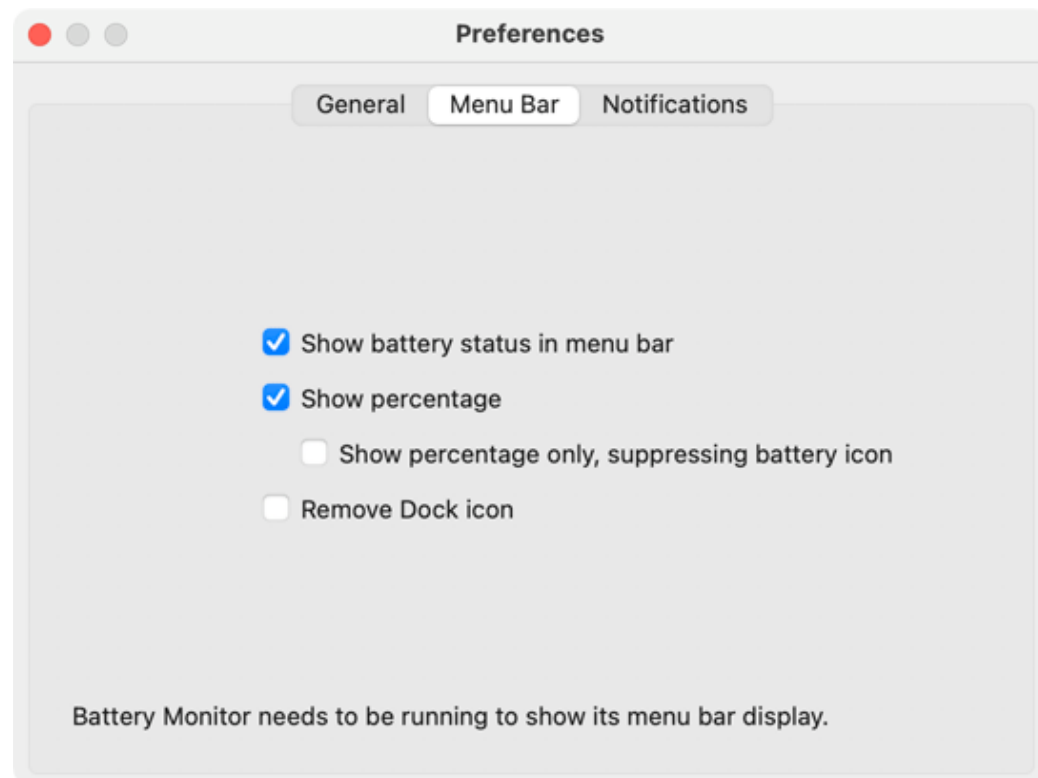 Preferences
General Menu Bar Notifications
Show battery status in menu bar
Show percentage
Show percentage only, suppressing battery icon
Remove Dock icon
Battery Monitor needs to be running to show its menu bar display.